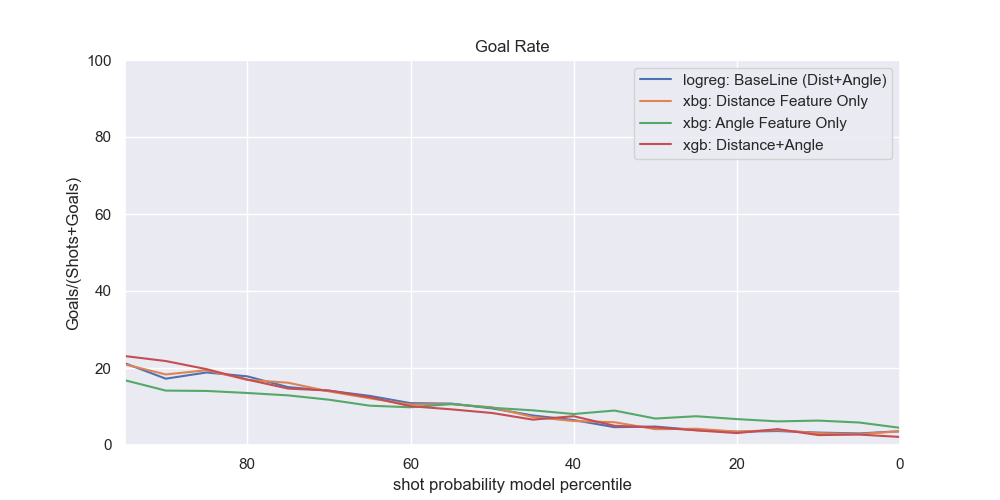 Goal Rate
100
80
60
40
20
0
Goals/(Shots+Goals)
logreg: BaseLine (Dist+Angle)
xbg: Distance Feature Only
xbg: Angle Feature Only
xgb: Distance+Angle
80 60 40 20 0
shot probability model percentile